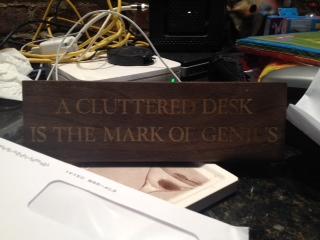 A CLUTTERED DESK
IS THE MARK OF GENIUS